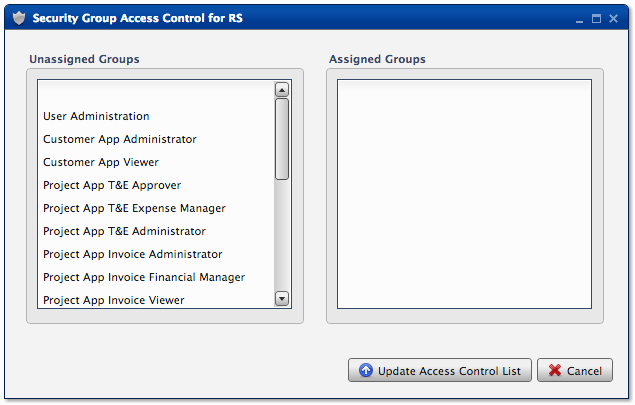 Security Group Access Control for RS
Unassigned Groups
Assigned Groups
User Administration
Customer App Administrator
Customer App Viewer
Project App T&E Approver
Project App T&E Expense Manager
Project App T&E Administrator
Project App Invoice Administrator
Project App Invoice Financial Manager
Project App Invoice Viewer
Update Access Control List
Cancel